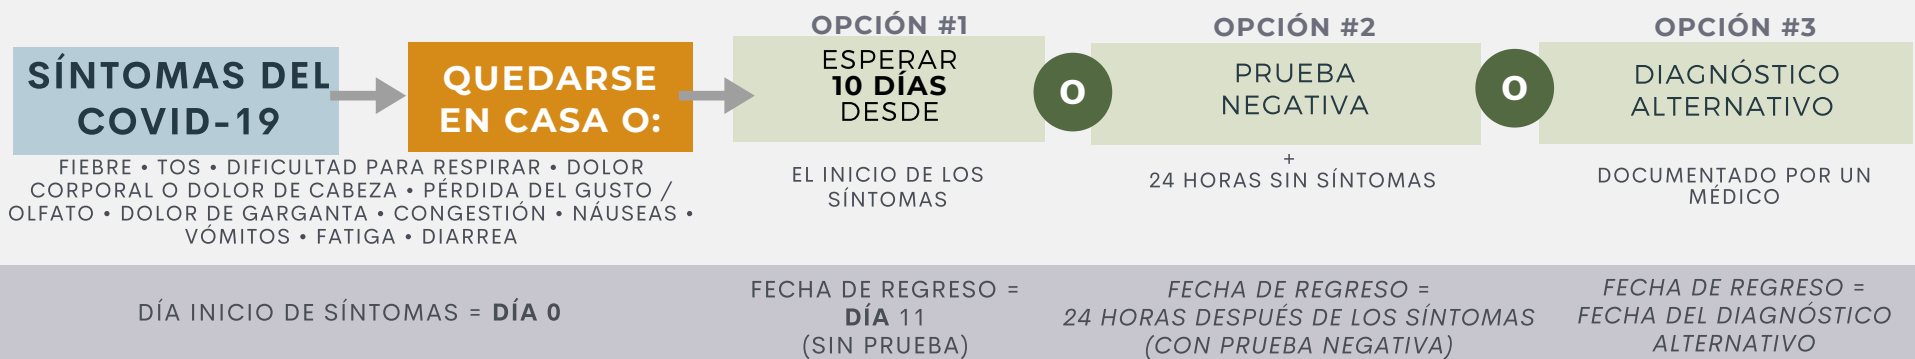 SÍNTOMAS DEL
COVID-19
FIEBRE • TOS • DIFICULTAD PARA RESPIRAR • DOLOR
CORPORAL O DOLOR DE CABEZA • PÉRDIDA DEL GUSTO /
OLFATO • DOLOR DE GARGANTA • CONGESTIÓN • NÁUSEAS •
VÓMITOS • FATIGA • DIARREA
QUEDARSE
EN CASA O:
OPCIÓN #1
ESPERAR
10 DÍAS
DESDE
EL INICIO DE LOS
SÍNTOMAS
O
OPCIÓN #2
PRUEBA
NEGATIVA
+
24 HORAS SIN SÍNTOMAS
O
OPCIÓN #3
DIAGNÓSTICO
ALTERNATIVO
DOCUMENTADO POR UN
MÉDICO
DÍA INICIO DE SÍNTOMAS = DÍA 0
FECHA DE REGRESO =
DÍA 11
(SIN PRUEBA)
FECHA DE REGRESO =
24 HORAS DESPUÉS DE LOS SÍNTOMAS
(CON PRUEBA NEGATIVA)
FECHA DE REGRESO =
FECHA DEL DIAGNÓSTICO
ALTERNATIVO